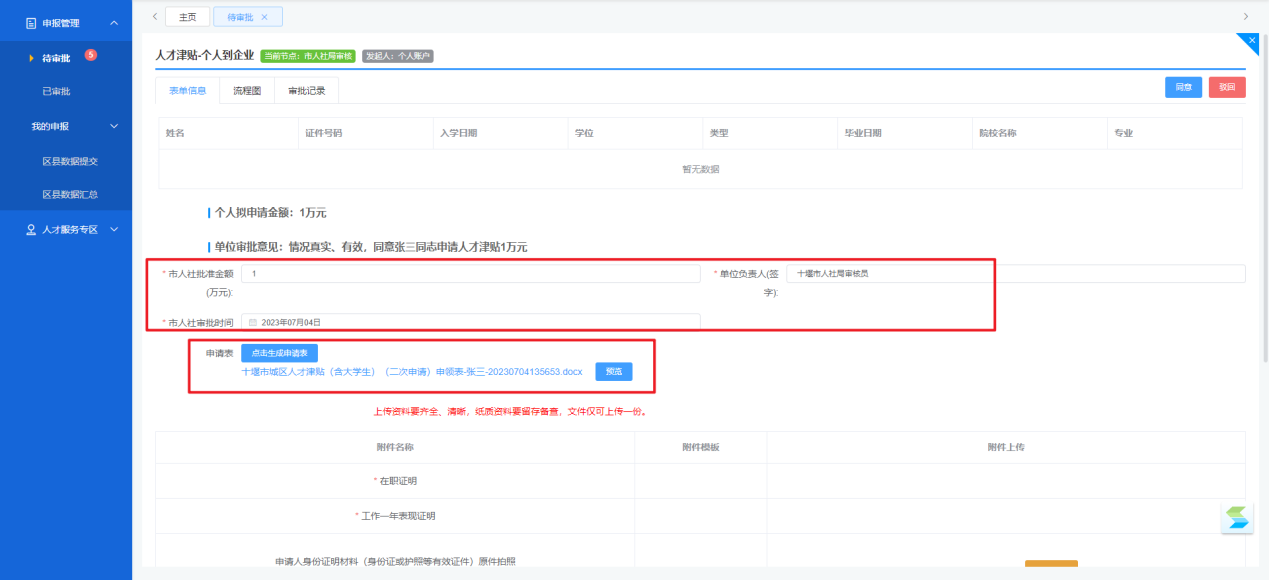 申报管理
待审批 5
已审批
我的申报
区县数据提交
区县数据汇总
人才服务专区
主页 待审批 ×
人才津贴-个人到企业 当前节点：市人社局审核 发起人：个人账户
表单信息 流程图 审批记录 同意 驳回
姓名 证件号码 入学日期 学位 类型 毕业日期 院校名称 专业
暂无数据
个人拟申请金额：1万元
单位审批意见：情况真实、有效，同意张三同志申请人才津贴1万元
* 市人社批准金额 1 * 单位负责人(签 十堰市人社局审核员
(万元): 字):
* 市人社审批时间 2023年07月04日
申请表 点击生成申请表
十堰市城区人才津贴（含大学生）（二次申请）申领表-张三-20230704135653.docx 预览
上传资料要齐全、清晰，纸质资料要留存备查，文件仅可上传一份。
附件名称 附件模板 附件上传
* 在职证明
* 工作一年表现证明
申请人身份证明材料（身份证或护照等有效证件）原件拍照